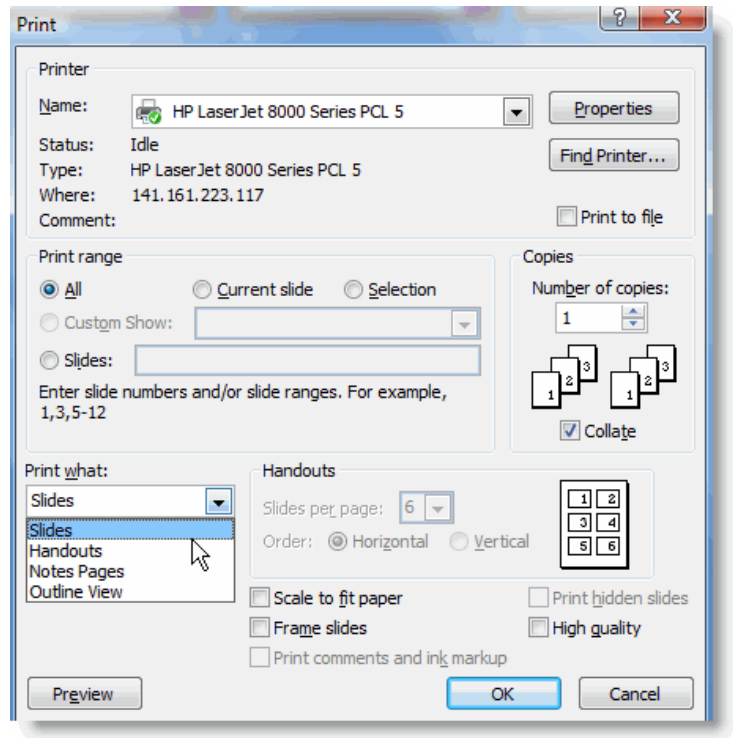 Print
Printer
Name: HP LaserJet 8000 Series PCL 5 Properties
Status: Idle
Find Printer...
Type: HP LaserJet 8000 Series PCL 5
Where: 141.161.223.117
Comment: Print to file
Print range
All Current slide Selection
Custom Show:
Slides:
Enter slide numbers and/or slide ranges. For example,
1,3,5-12
Copies
Number of copies:
1
1 2 3 1 2 3
Collate
Print what:
Slides
Slides
Handouts
Notes Pages
Outline View
Handouts
Slides per page: 6
Order: Horizontal Vertical
1 2
3 4
5 6
Scale to fit paper Print hidden slides
Frame slides High quality
Print comments and ink markup
Preview OK Cancel